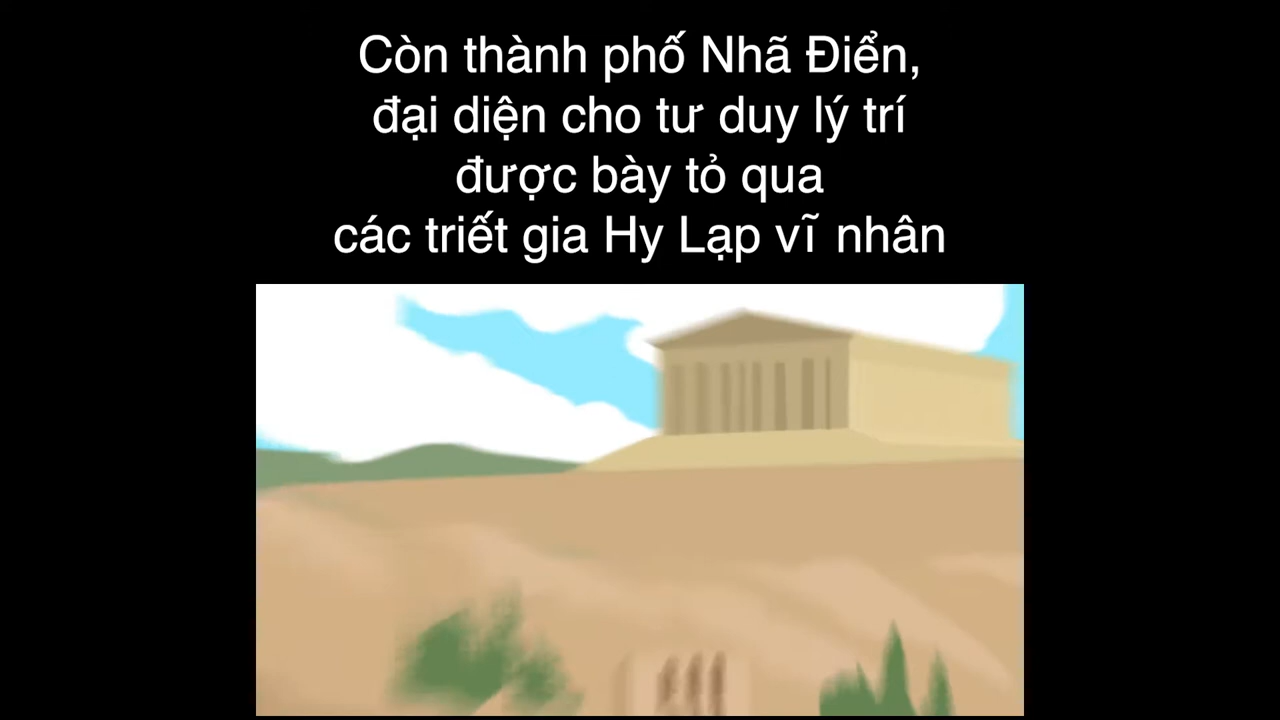 Còn thành phố Nhã Điển,
đại diện cho tư duy lý trí
được bày tỏ qua
các triết gia Hy Lạp vĩ nhân